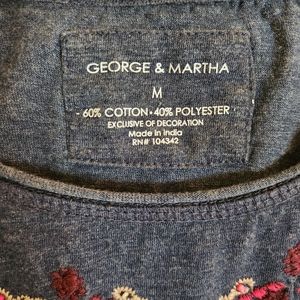 GEORGE & MARTHA
M
- 60% COTTON • 40% POLYESTER
EXCLUSIVE OF DECORATION
Made in India
RN# 104342